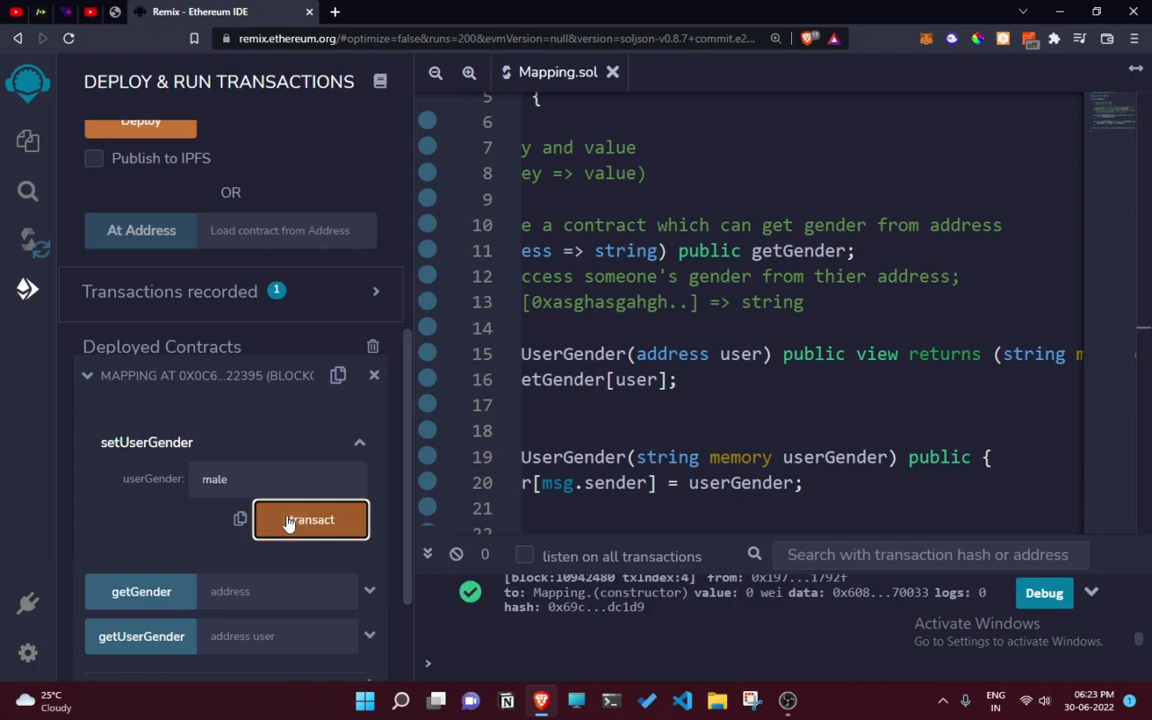 Remix - Ethereum IDE
remix.ethereum.org/#optimize=false&runs=200&evmVersion=null&version=soljson-v0.8.7+commit.e2...
17
off
DEPLOY & RUN TRANSACTIONS
Mapping.sol
Deploy
Publish to IPFS
OR
At Address
Load contract from Address
Transactions recorded 1
Deployed Contracts
MAPPING AT 0X0C6...22395 (BLOCKC
setUserGender
userGender:
male
transact
getGender
address
getUserGender
address user
5 {
6
7 y and value
8 ey => value)
9
10 e a contract which can get gender from address
11 ess => string) public getGender;
12 ccess someone's gender from thier address;
13 [0xasghasgahgh..] => string
14
15 UserGender(address user) public view returns (string m
16 etGender[user];
17
18
19 UserGender(string memory userGender) public {
20 r[msg.sender] = userGender;
21
22
0
listen on all transactions
Search with transaction hash or address
[block:10942480 txIndex:4] from: 0x197...1792f
to: Mapping.(constructor) value: 0 wei data: 0x608...70033 logs: 0
hash: 0x69c...dc1d9
Debug
>
Activate Windows
Go to Settings to activate Windows.
25°C
Cloudy
ENG
IN
06:23 PM
30-06-2022
1